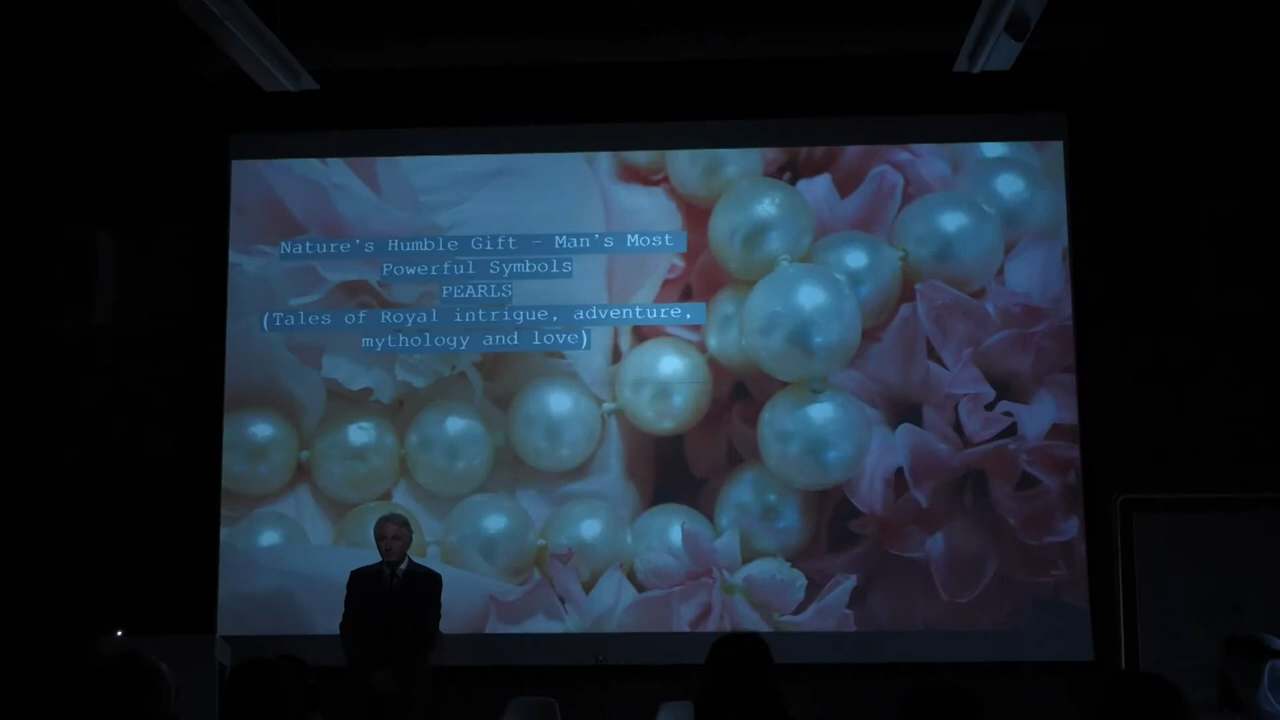 Nature's Humble Gift – Man's Most
Powerful Symbols
PEARLS
(Tales of Royal intrigue, adventure,
mythology and love)